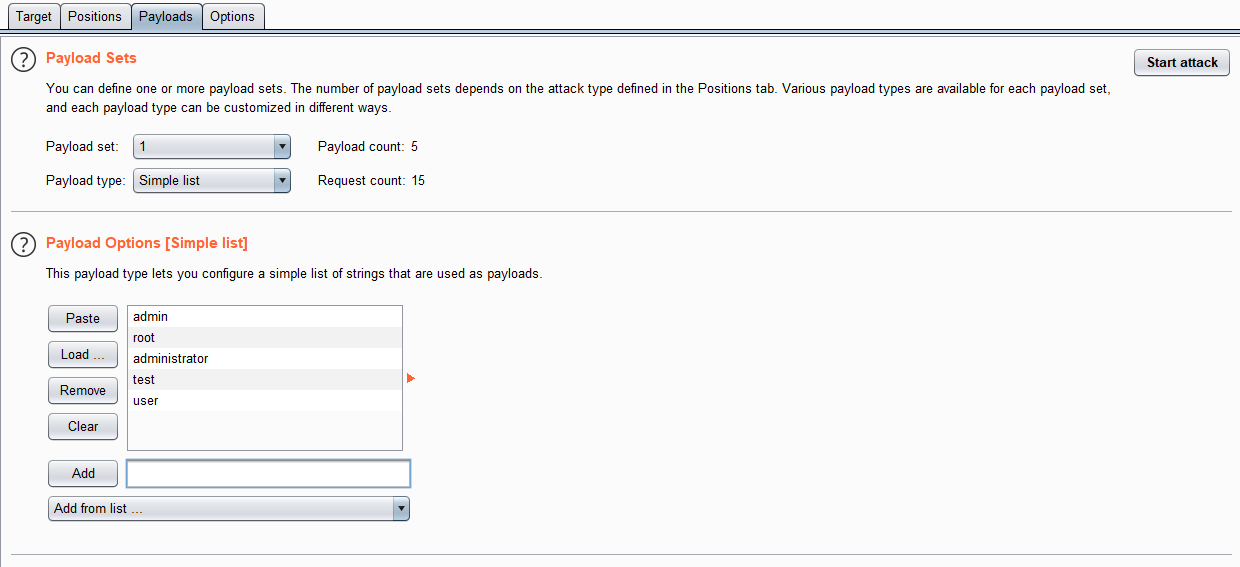 Target Positions Payloads Options
? Payload Sets
Start attack
You can define one or more payload sets. The number of payload sets depends on the attack type defined in the Positions tab. Various payload types are available for each payload set,
and each payload type can be customized in different ways.
Payload set: 1 Payload count: 5
Payload type: Simple list Request count: 15
? Payload Options [Simple list]
This payload type lets you configure a simple list of strings that are used as payloads.
Paste
Load ...
Remove
Clear
admin
root
administrator
test
user
Add
Add from list ...